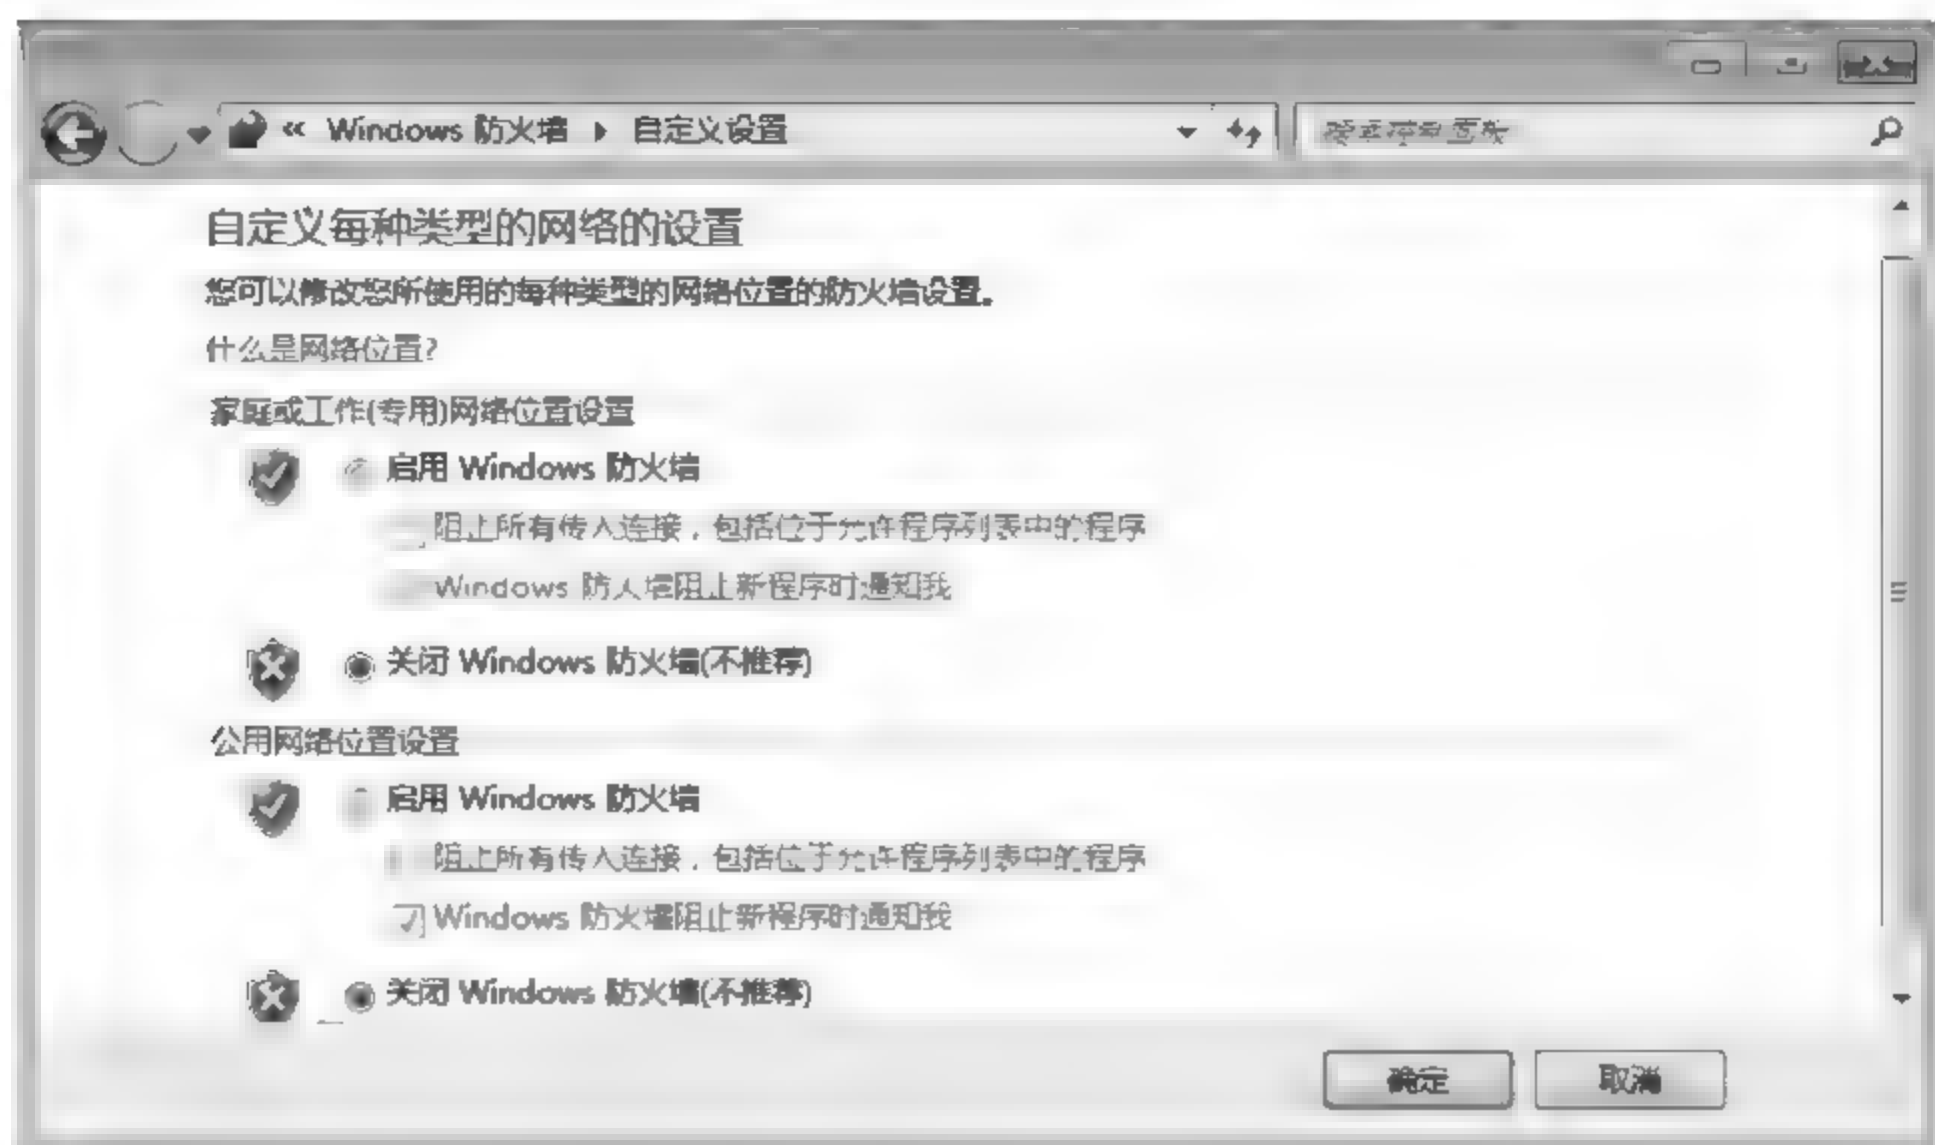 « Windows 防火墙 ▸ 自定义设置
搜索控制面板
自定义每种类型的网络的设置
您可以修改您所使用的每种类型的网络位置的防火墙设置。
什么是网络位置?
家庭或工作(专用)网络位置设置
启用 Windows 防火墙
阻止所有传入连接，包括位于允许程序列表中的程序
Windows 防火墙阻止新程序时通知我
关闭 Windows 防火墙(不推荐)
公用网络位置设置
启用 Windows 防火墙
阻止所有传入连接，包括位于允许程序列表中的程序
Windows 防火墙阻止新程序时通知我
关闭 Windows 防火墙(不推荐)
确定 取消